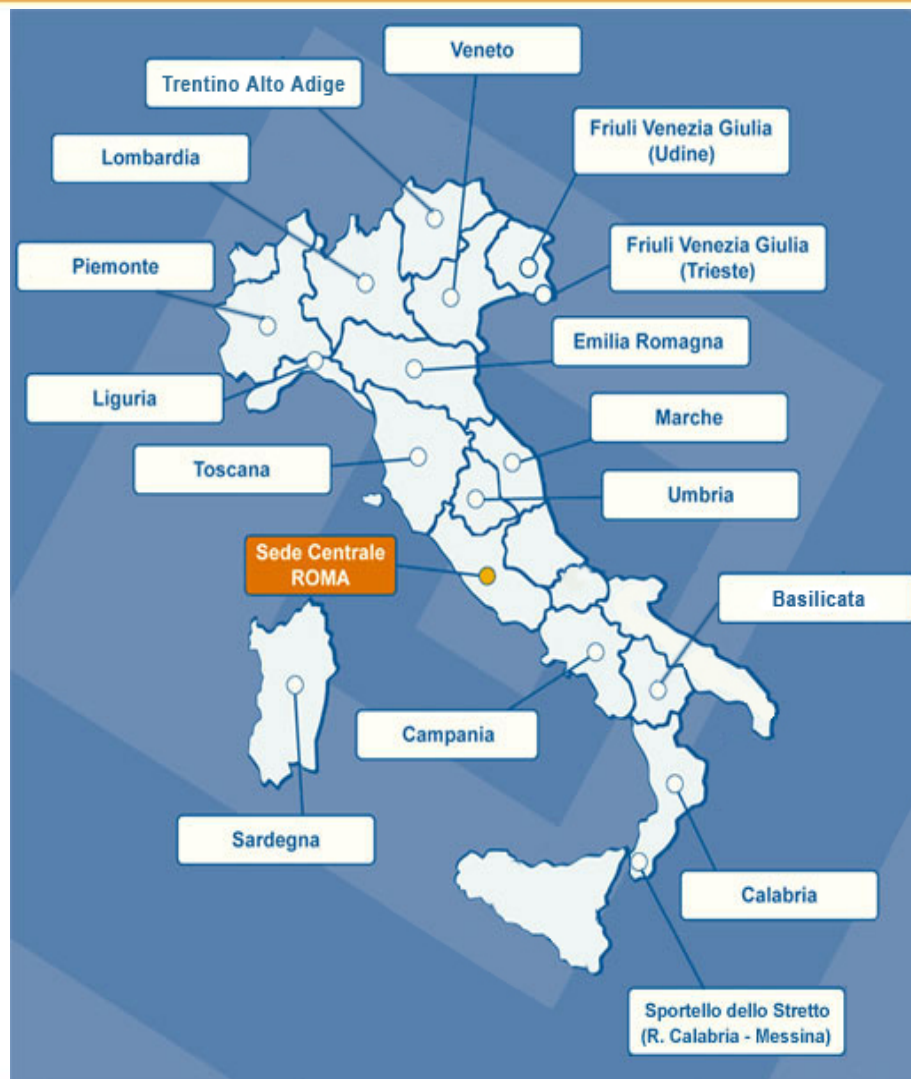 Veneto
Trentino Alto Adige
Friuli Venezia Giulia
(Udine)
Lombardia
Friuli Venezia Giulia
(Trieste)
Piemonte
Emilia Romagna
Liguria
Marche
Toscana
Umbria
Sede Centrale
ROMA
Basilicata
Campania
Sardegna
Calabria
Sportello dello Stretto
(R. Calabria - Messina)